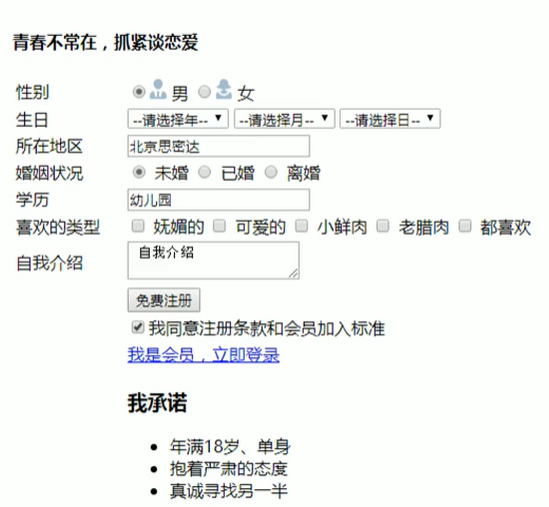 青春不常在，抓紧谈恋爱
性别 男 女
生日 --请选择年-- --请选择月-- --请选择日--
所在地区 北京思密达
婚姻状况 未婚 已婚 离婚
学历 幼儿园
喜欢的类型 妩媚的 可爱的 小鲜肉 老腊肉 都喜欢
自我介绍 自我介绍
免费注册
我同意注册条款和会员加入标准
我是会员，立即登录
我承诺
年满18岁、单身
抱着严肃的态度
真诚寻找另一半